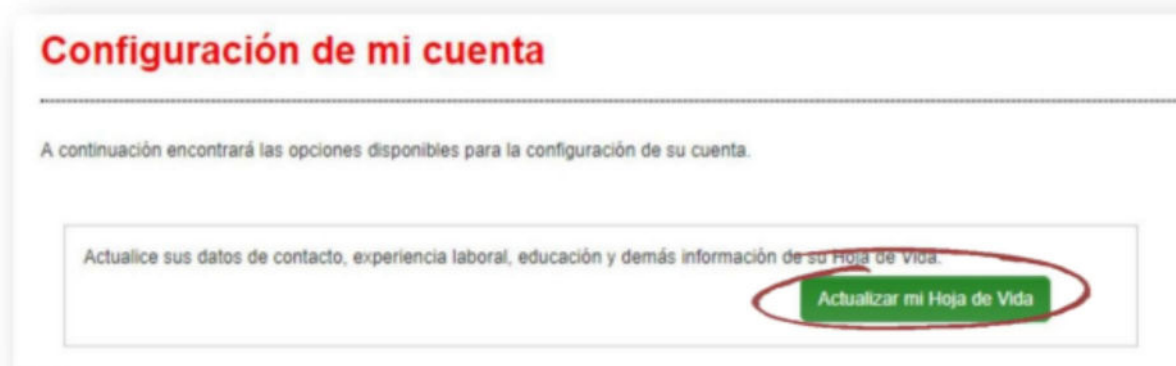 Configuración de mi cuenta
A continuación encontrará las opciones disponibles para la configuración de su cuenta.
Actualice sus datos de contacto, experiencia laboral, educación y demás información de su Hoja de Vida.
Actualizar mi Hoja de Vida